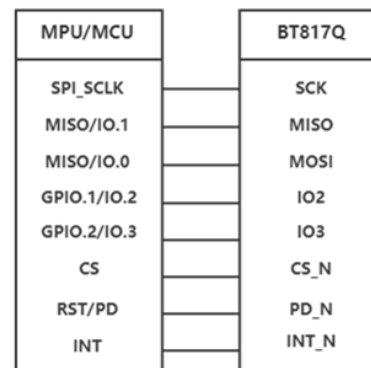 MPU/MCU BT817Q
SPI_SCLK SCK
MISO/IO.1 MISO
MISO/IO.0 MOSI
GPIO.1/IO.2 IO2
GPIO.2/IO.3 IO3
CS CS_N
RST/PD PD_N
INT INT_N